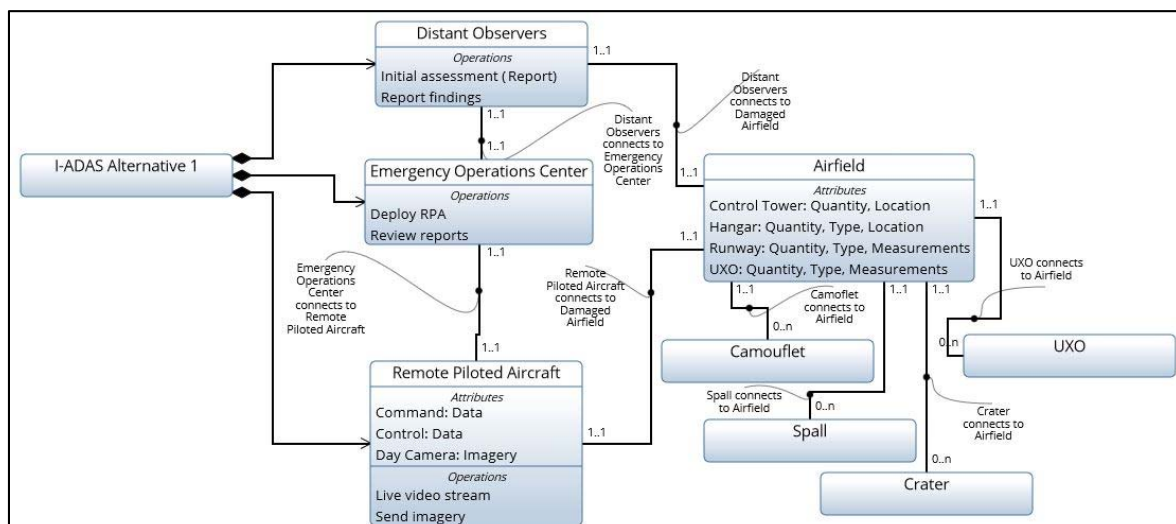 Distant Observers
Operations
Initial assessment (Report)
Report findings
1..1
1..1
Distant
Observers
connects to
Damaged
Airfield
1..1
1..1
Distant
Observers
connects to
Emergency
Operations
Center
I-ADAS Alternative 1
Emergency Operations Center
Operations
Deploy RPA
Review reports
1..1
1..1
Airfield
Attributes
Control Tower: Quantity, Location
Hangar: Quantity, Type, Location
Runway: Quantity, Type, Measurements
UXO: Quantity, Type, Measurements
1..1
1..1
1..1
1..1
Emergency
Operations
Center
connects to
Remote
Piloted Aircraft
Remote
Piloted Aircraft
connects to
Damaged
Airfield
Camoflet
connects to
Airfield
UXO connects
to Airfield
0..n
0..n
Camouflet
UXO
1..1
Remote Piloted Aircraft
Attributes
Command: Data
Control: Data
Day Camera: Imagery
Operations
Live video stream
Send imagery
1..1
Spall connects
to Airfield
0..n
Spall
Crater
connects to
Airfield
0..n
Crater